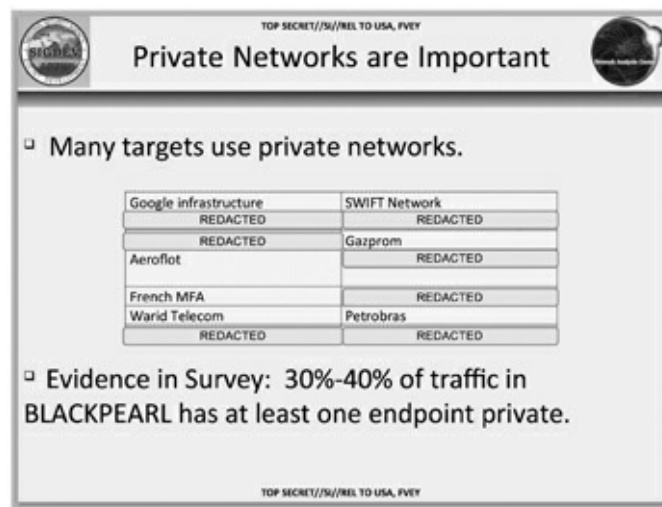 TOP SECRET//SI//REL TO USA, FVEY
SIGDEV
Private Networks are Important
▫ Many targets use private networks.
Google infrastructure SWIFT Network
REDACTED REDACTED
REDACTED Gazprom
Aeroflot REDACTED
French MFA REDACTED
Warid Telecom Petrobras
REDACTED REDACTED
▫ Evidence in Survey: 30%-40% of traffic in
BLACKPEARL has at least one endpoint private.
TOP SECRET//SI//REL TO USA, FVEY